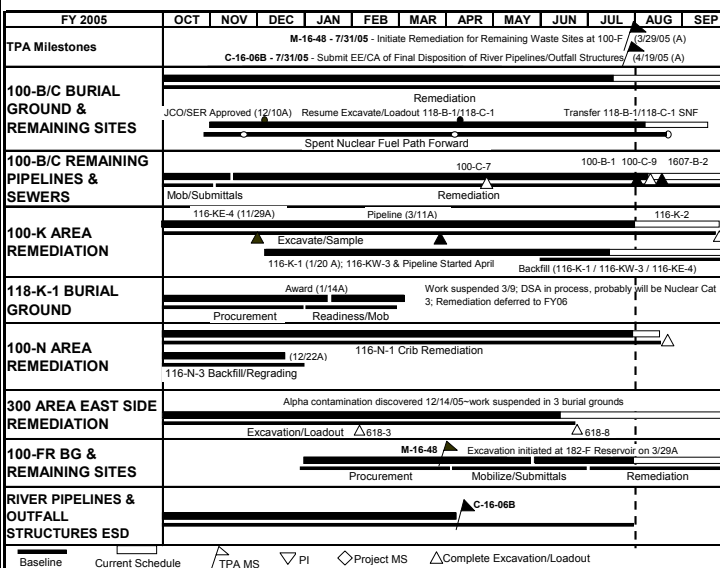 FY 2005 OCT NOV DEC JAN FEB MAR APR MAY JUN JUL AUG SEP
TPA Milestones
M-16-48 - 7/31/05 - Initiate Remediation for Remaining Waste Sites at 100-F (3/29/05 (A)
C-16-06B - 7/31/05 - Submit EE/CA of Final Disposition of River Pipelines/Outfall Structures (4/19/05 (A)
100-B/C BURIAL
GROUND &
REMAINING SITES
Remediation
JCO/SER Approved (12/10A) Resume Excavate/Loadout 118-B-1/118-C-1 Transfer 118-B-1/118-C-1 SNF
Spent Nuclear Fuel Path Forward
100-B/C REMAINING
PIPELINES &
SEWERS
100-C-7 100-B-1 100-C-9 1607-B-2
Mob/Submittals Remediation
100-K AREA
REMEDIATION
116-KE-4 (11/29A) Pipeline (3/11A) 116-K-2
Excavate/Sample
116-K-1 (1/20 A); 116-KW-3 & Pipeline Started April
Backfill (116-K-1 / 116-KW-3 / 116-KE-4)
118-K-1 BURIAL
GROUND
Award (1/14A)
Procurement Readiness/Mob
Work suspended 3/9; DSA in process, probably will be Nuclear Cat
3; Remediation deferred to FY06
100-N AREA
REMEDIATION
116-N-1 Crib Remediation
(12/22A)
116-N-3 Backfill/Regrading
300 AREA EAST SIDE
REMEDIATION
Alpha contamination discovered 12/14/05~work suspended in 3 burial grounds
Excavation/Loadout 618-3 618-8
100-FR BG &
REMAINING SITES
M-16-48 Excavation initiated at 182-F Reservoir on 3/29A
Procurement Mobilize/Submittals Remediation
RIVER PIPELINES &
OUTFALL
STRUCTURES ESD
C-16-06B
Baseline Current Schedule TPA MS PI Project MS Complete Excavation/Loadout